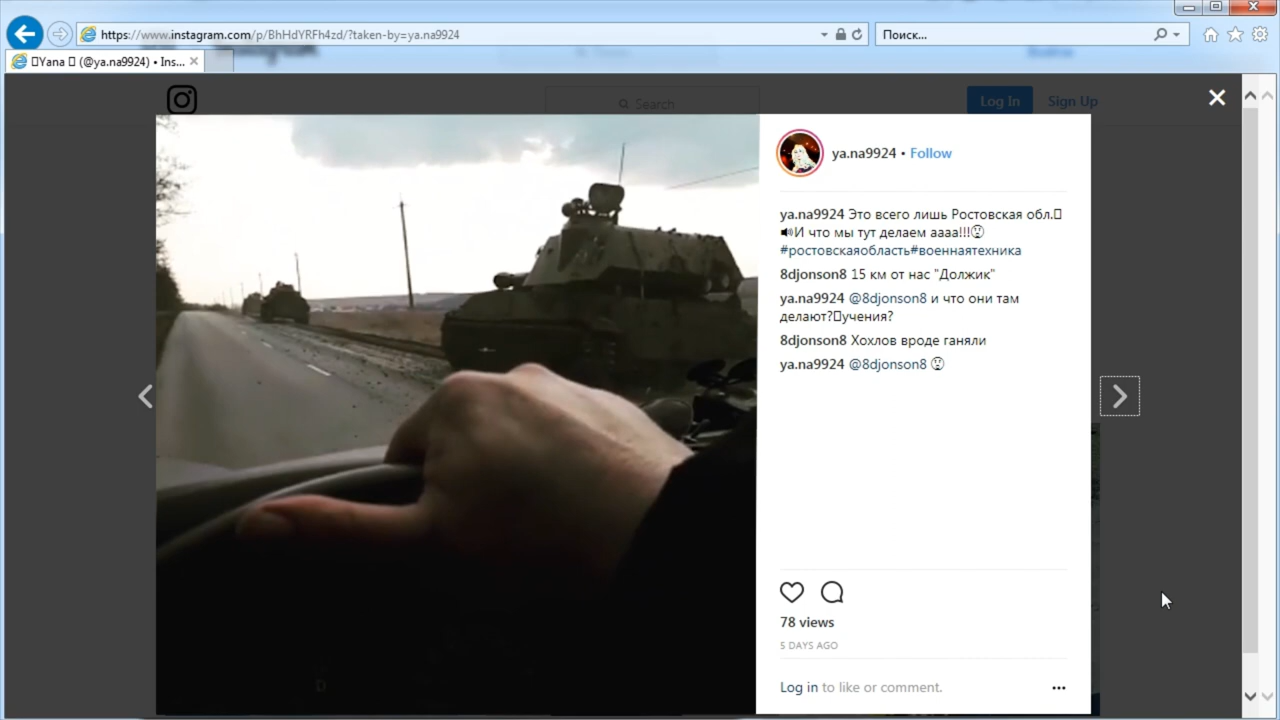 https://www.instagram.com/p/BhHdYRFh4zd/?taken-by=ya.na9924
Поиск...
Yana (@ya.na9924) • Ins...
Search
Log In
Sign Up
ya.na9924 • Follow
ya.na9924 Это всего лишь Ростовская обл.
И что мы тут делаем аааа!!!
#ростовскаяобласть#военнаятехника
8djonson8 15 км от нас "Должик"
ya.na9924 @8djonson8 и что они там
делают?учения?
8djonson8 Хохлов вроде ганяли
ya.na9924 @8djonson8
78 views
5 DAYS AGO
Log in to like or comment.